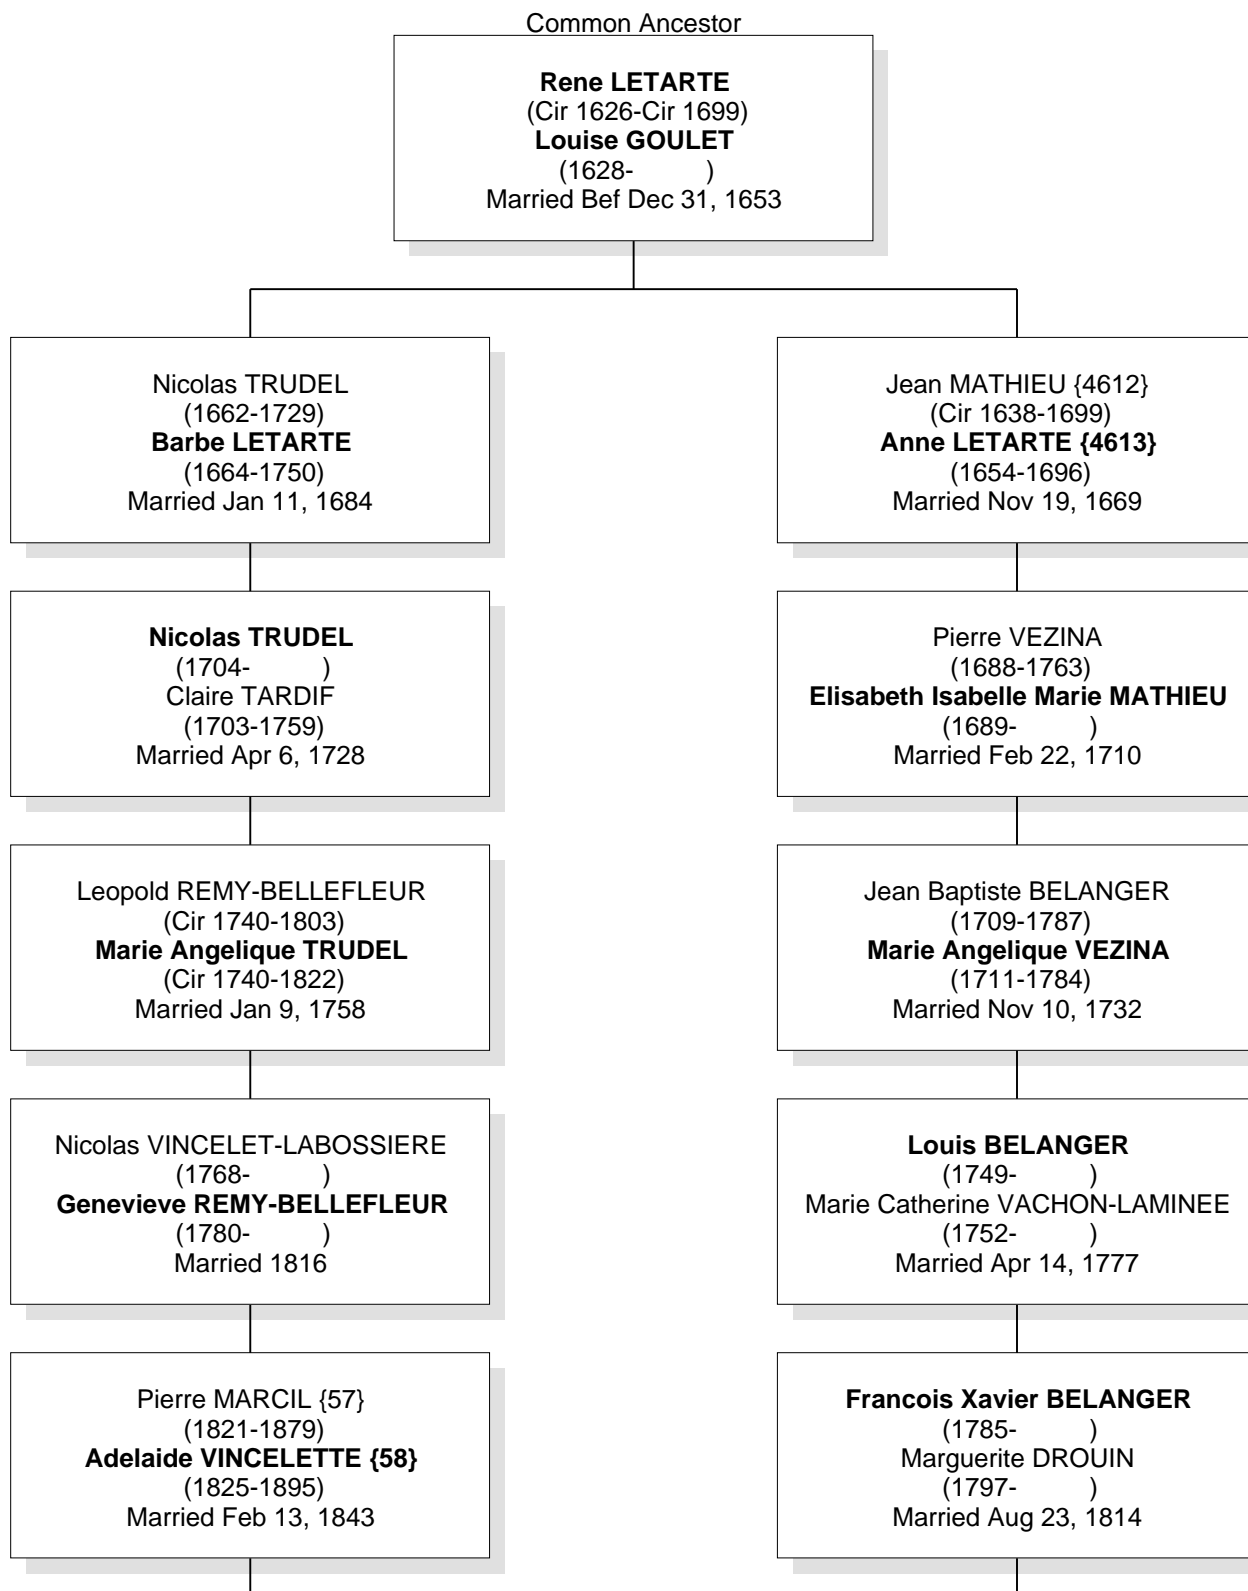 Common Ancestor
Rene LETARTE
(Cir 1626-Cir 1699)
Louise GOULET
(1628-          )
Married Bef Dec 31, 1653
Nicolas TRUDEL
(1662-1729)
Barbe LETARTE
(1664-1750)
Married Jan 11, 1684
Jean MATHIEU {4612}
(Cir 1638-1699)
Anne LETARTE {4613}
(1654-1696)
Married Nov 19, 1669
Nicolas TRUDEL
(1704-          )
Claire TARDIF
(1703-1759)
Married Apr 6, 1728
Pierre VEZINA
(1688-1763)
Elisabeth Isabelle Marie MATHIEU
(1689-          )
Married Feb 22, 1710
Leopold REMY-BELLEFLEUR
(Cir 1740-1803)
Marie Angelique TRUDEL
(Cir 1740-1822)
Married Jan 9, 1758
Jean Baptiste BELANGER
(1709-1787)
Marie Angelique VEZINA
(1711-1784)
Married Nov 10, 1732
Nicolas VINCELET-LABOSSIERE
(1768-          )
Genevieve REMY-BELLEFLEUR
(1780-          )
Married 1816
Louis BELANGER
(1749-          )
Marie Catherine VACHON-LAMINEE
(1752-          )
Married Apr 14, 1777
Pierre MARCIL {57}
(1821-1879)
Adelaide VINCELETTE {58}
(1825-1895)
Married Feb 13, 1843
Francois Xavier BELANGER
(1785-          )
Marguerite DROUIN
(1797-          )
Married Aug 23, 1814